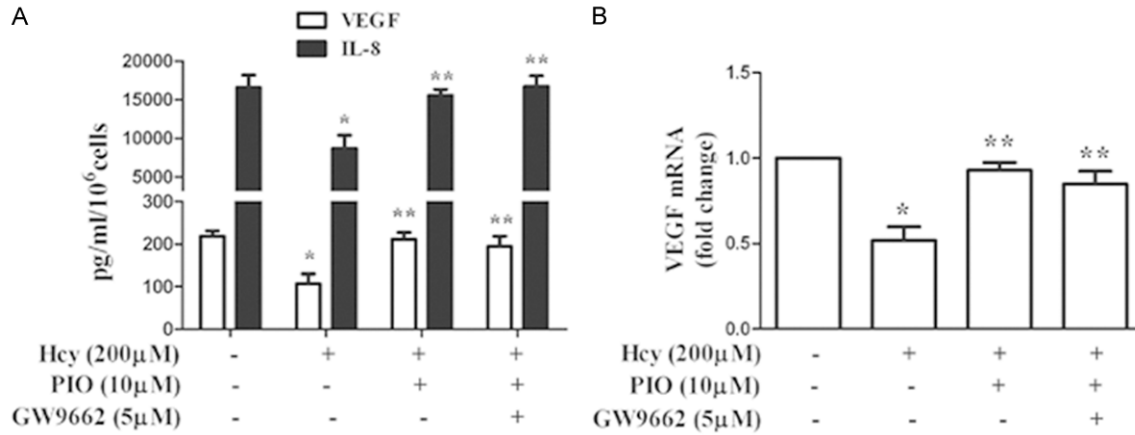 A
VEGF
IL-8
pg/ml/10⁶cells
20000
15000
10000
5000
300
200
100
0
*
*
**
**
**
**
Hcy (200μM) - + + +
PIO (10μM) - - + +
GW9662 (5μM) - - - +
B
VEGF mRNA
(fold change)
1.5
1.0
0.5
0.0
*
**
**
Hcy (200μM) - + + +
PIO (10μM) - - + +
GW9662 (5μM) - - - +